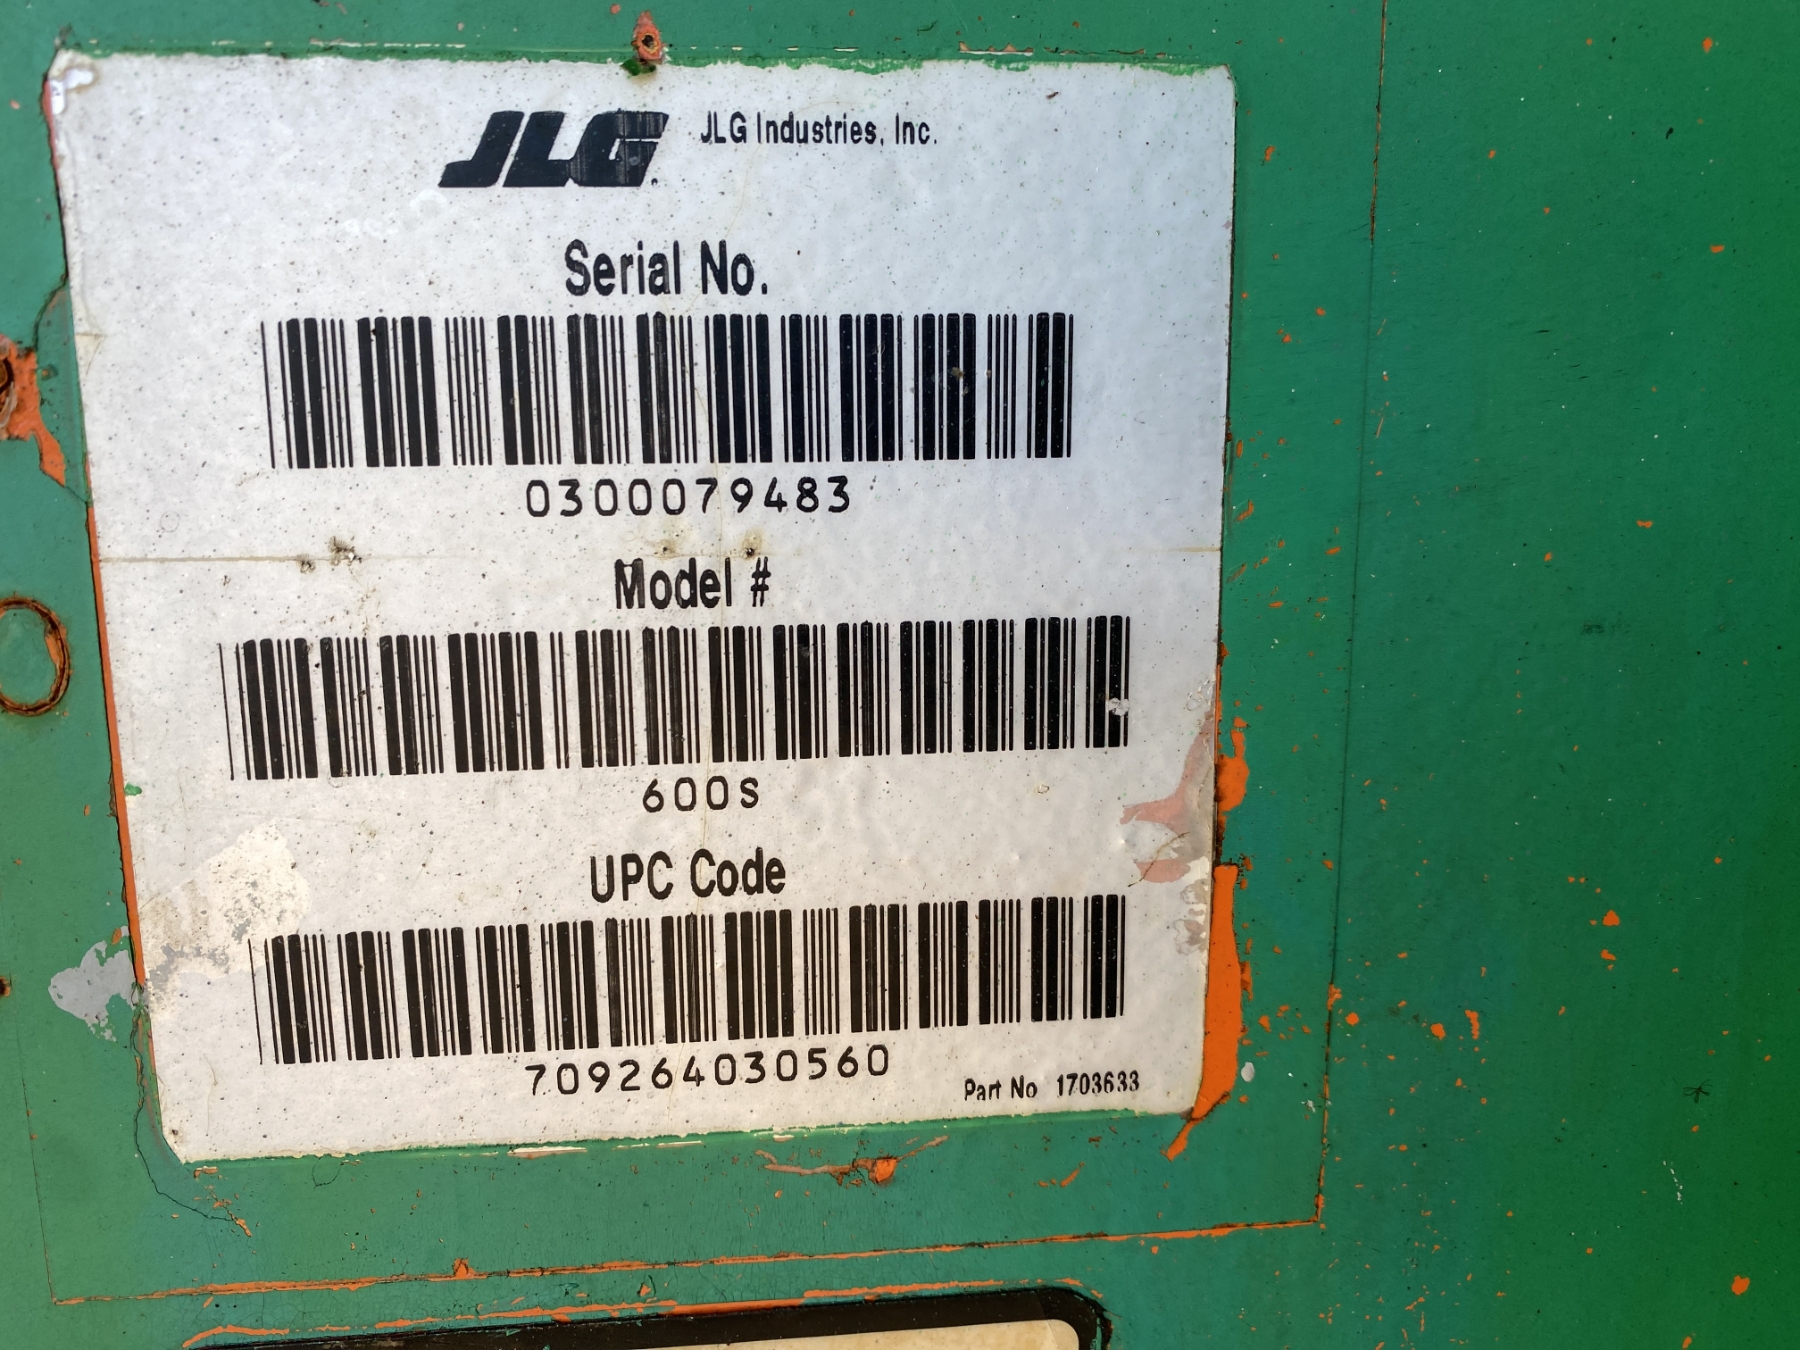 JLG JLG Industries, Inc.
Serial No.
0300079483
Model #
600S
UPC Code
709264030560
Part No 1703633